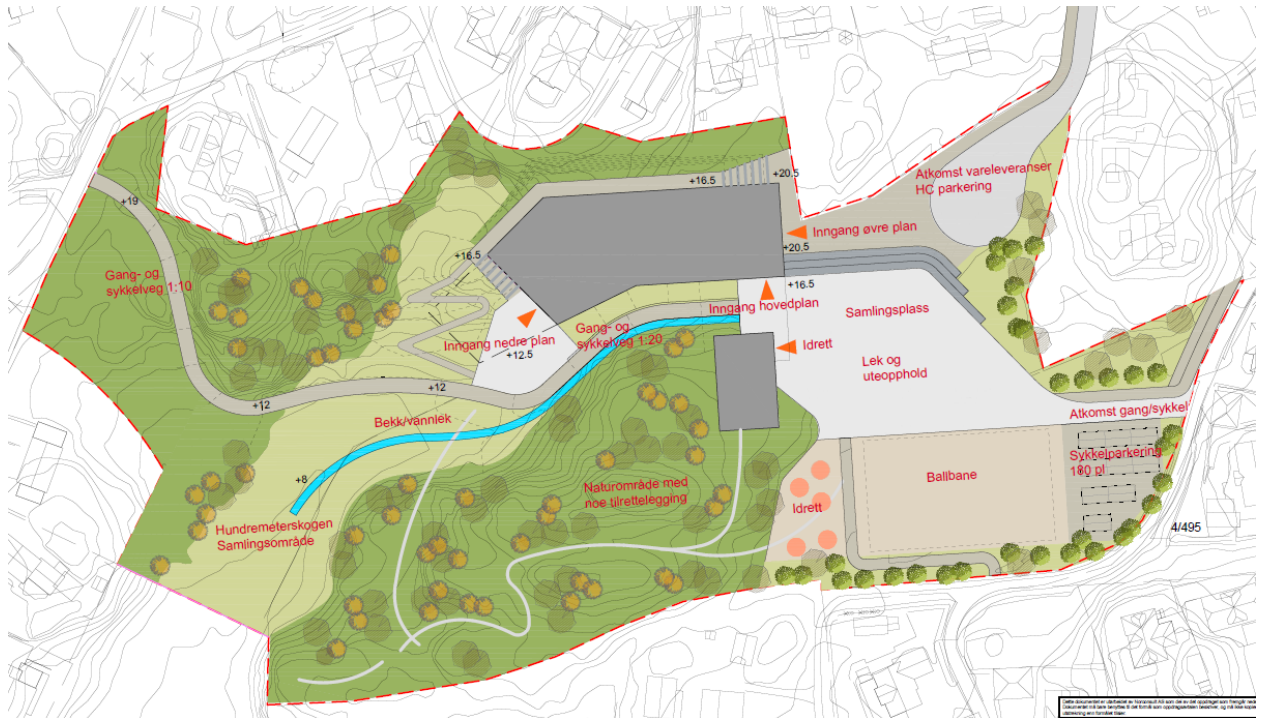 Atkomst vareleveranser
HC parkering
+16.5
+20.5
+19
Inngang øvre plan
+20.5
+16.5
Gang- og
sykkelveg 1:10
+16.5
Inngang hovedplan
Samlingsplass
Gang- og
sykkelveg 1:20
Inngang nedre plan
+12.5
Idrett
Lek og
uteopphold
+12
+12
Atkomst gang/sykkel
Bekk/vannlek
Sykkelparkering
180 pl
Ballbane
+8
Naturområde med
noe tilrettelegging
Idrett
Hundremeterskogen
Samlingsområde
4/495